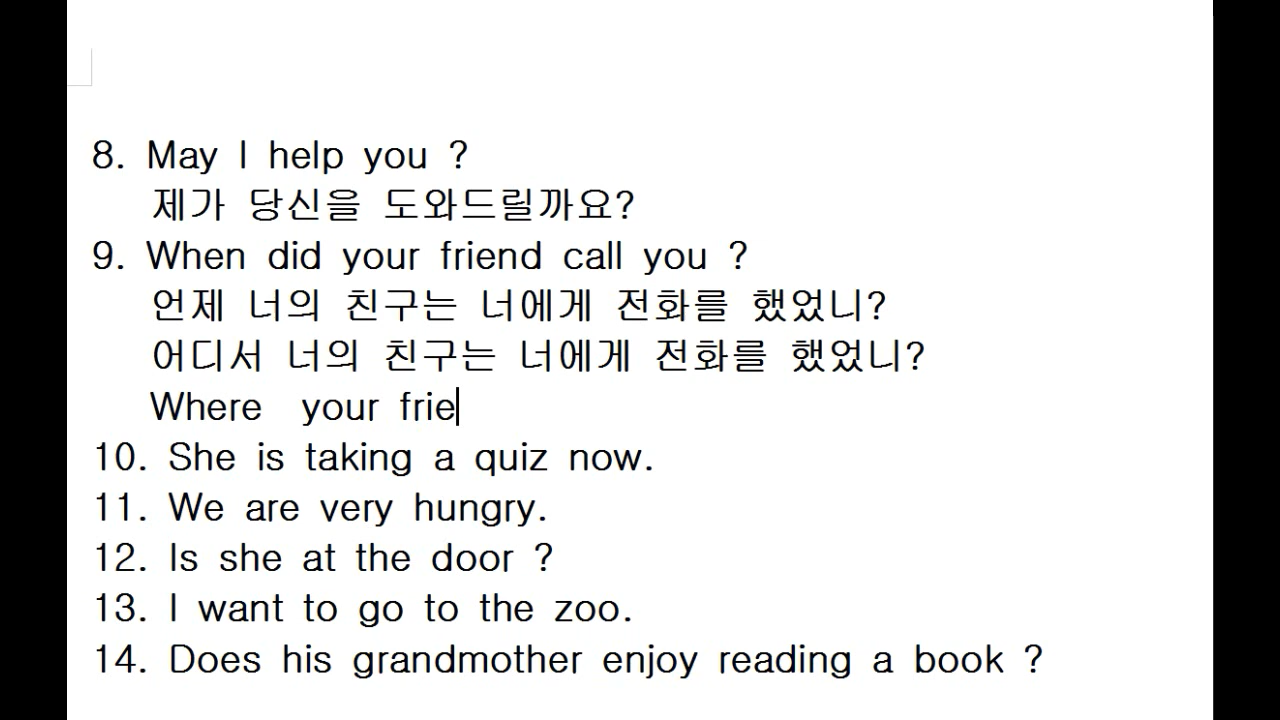 8. May I help you ?
제가 당신을 도와드릴까요?
9. When did your friend call you ?
언제 너의 친구는 너에게 전화를 했었니?
어디서 너의 친구는 너에게 전화를 했었니?
Where your frie
10. She is taking a quiz now.
11. We are very hungry.
12. Is she at the door ?
13. I want to go to the zoo.
14. Does his grandmother enjoy reading a book ?